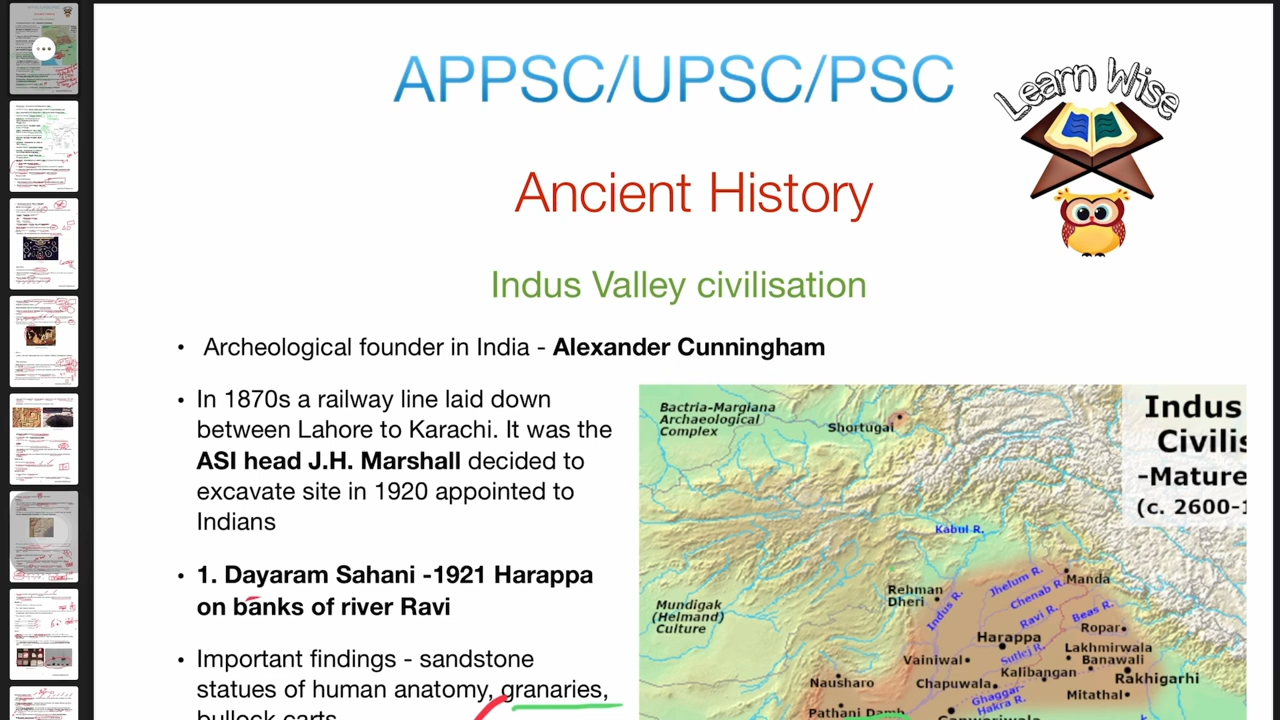 APPSC/UPSC/PSC
Learn Wise
Ancient History
Indus Valley civilisation
• Archeological founder in India - Alexander Cunningham
• In 1870s a railway line laid down
between Lahore to Karachi. It was the
ASI head J.H. Marshall decided to
excavate site in 1920 appointed to
Indians
• 1. Dayaram Sahani -1921 Harappa
on banks of river Ravi
• Important findings - sandstone
statues of human anatomy, granaries,
bullock carts
Bactria-Margiana
Archaeological
Complex
Shortugai
Indus
Civilis
-Mature
(c. 2600-1
Kabul R.
Rehman
Dheri
Indus R.
Jhelum R.
Manda
Chenab R.
Mundigak
(Helmand)
Culture
Ravi R.
Beas R.
Ropar
Harappa
Sutlej R.
Lakhmirwala
Vainiwal
Banawali
Kalibangan
Rakhigarhi
Nausharo
Chapuwala
Mitathal
Ghaggar-
Hakra R.
Pathani Damb
Ganweriwala